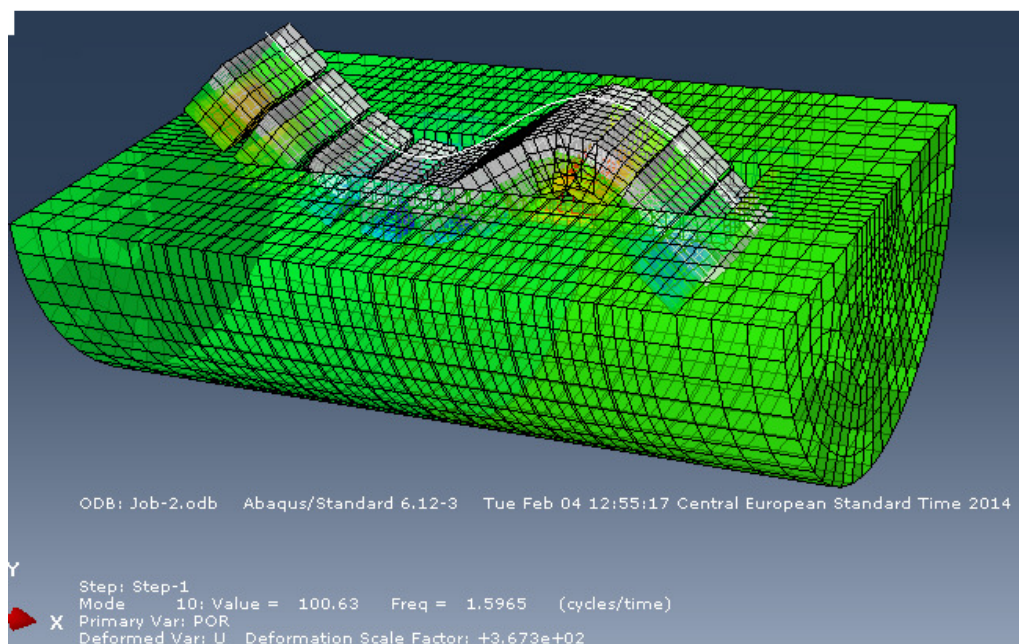 ODB: Job-2.odb Abaqus/Standard 6.12-3 Tue Feb 04 12:55:17 Central European Standard Time 2014
Y
Step: Step-1
Mode 10: Value = 100.63 Freq = 1.5965 (cycles/time)
X Primary Var: POR
Deformed Var: U Deformation Scale Factor: +3.673e+02